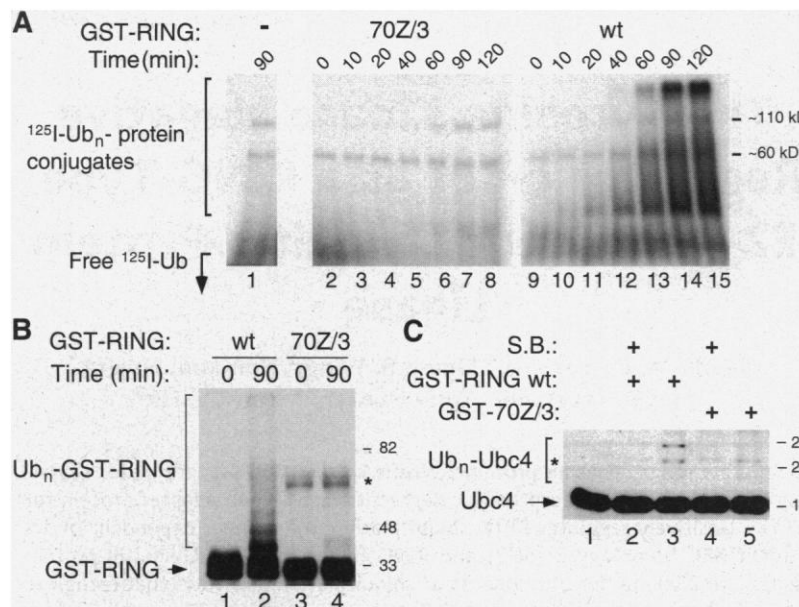 A
GST-RING: - 70Z/3 wt
Time(min): 90 0 10 20 40 60 90 120 0 10 20 40 60 90 120
¹²⁵I-Ubₙ- protein
conjugates
~110 k
~60 kD
Free ¹²⁵I-Ub
1 2 3 4 5 6 7 8 9 10 11 12 13 14 15
B
GST-RING: wt 70Z/3
Time (min): 0 90 0 90
Ubₙ-GST-RING
82
*
48
GST-RING
33
1 2 3 4
C
S.B.: + +
GST-RING wt: + +
GST-70Z/3: + +
Ubₙ-Ubc4
*
2
2
Ubc4
1
2 3 4 5